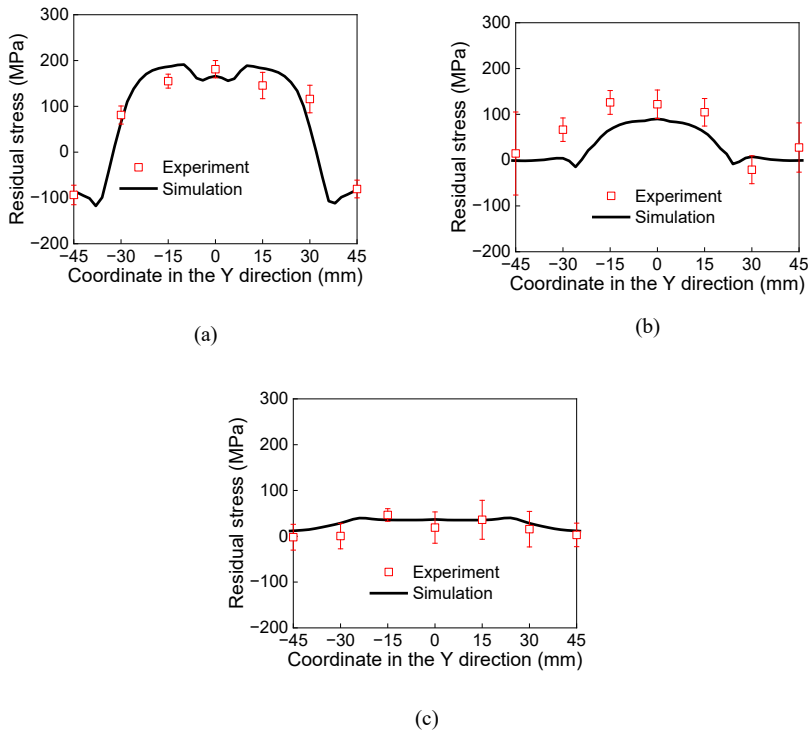 300
200
100
0
−100
−200
Residual stress (MPa)
Experiment
Simulation
−45 −30 −15 0 15 30 45
Coordinate in the Y direction (mm)
(a)
300
200
100
0
−100
−200
Residual stress (MPa)
Experiment
Simulation
−45 −30 −15 0 15 30 45
Coordinate in the Y direction (mm)
(b)
300
200
100
0
−100
−200
Residual stress (MPa)
Experiment
Simulation
−45 −30 −15 0 15 30 45
Coordinate in the Y direction (mm)
(c)